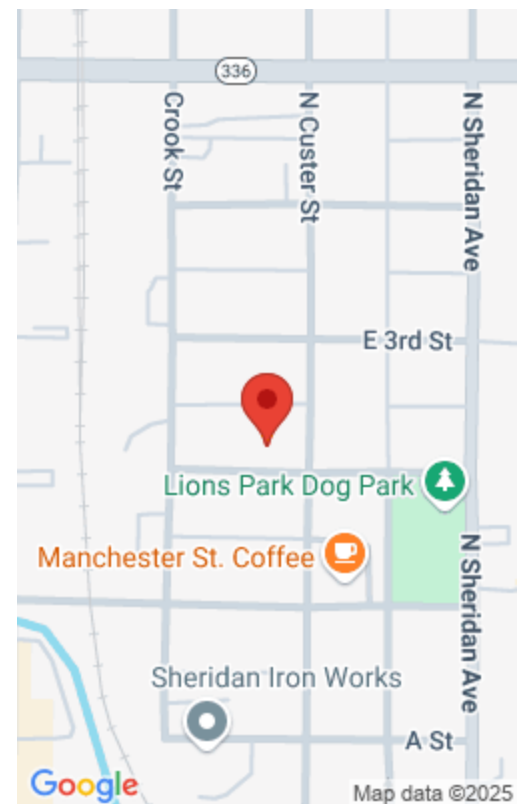 336
Crook St
N Custer St
N Sheridan Ave
E 3rd St
Lions Park Dog Park
Manchester St. Coffee
N Sheridan Ave
Sheridan Iron Works
A St
Google
Map data ©2025